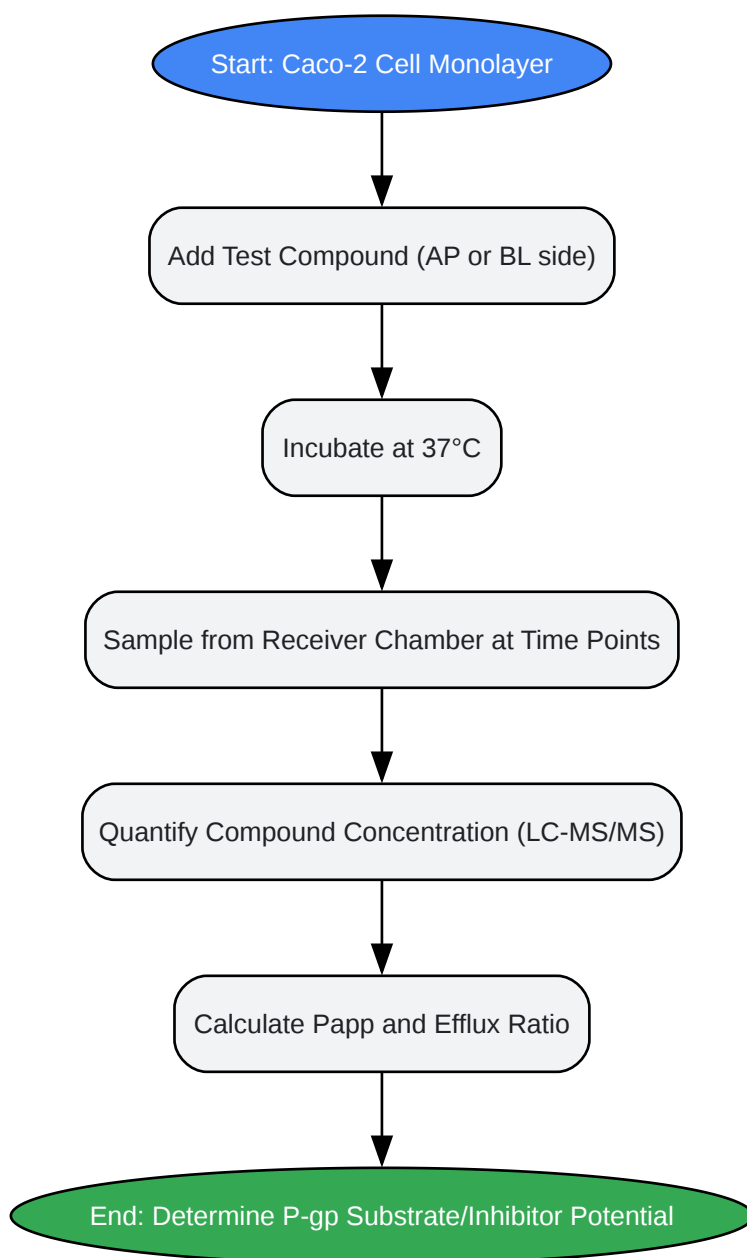 Start: Caco-2 Cell Monolayer
Add Test Compound (AP or BL side)
Incubate at 37°C
Sample from Receiver Chamber at Time Points
Quantify Compound Concentration (LC-MS/MS)
Calculate Papp and Efflux Ratio
End: Determine P-gp Substrate/Inhibitor Potential